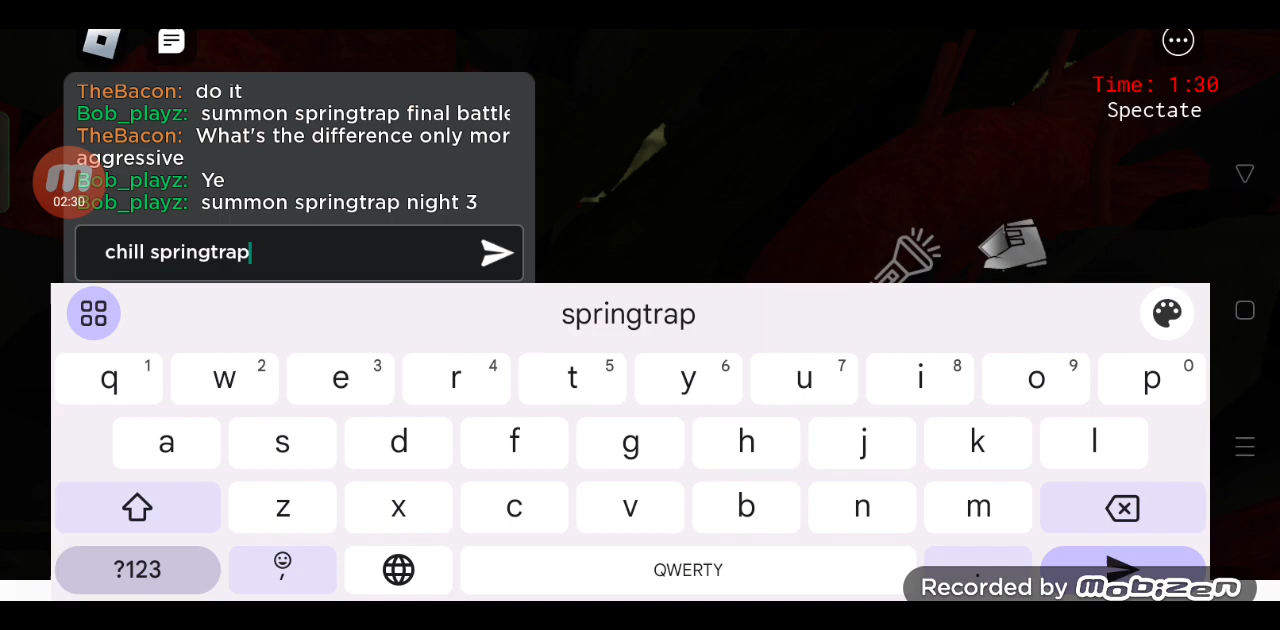 TheBacon: do it
Time: 1:30
Bob_playz: summon springtrap final battle
Spectate
TheBacon: What's the difference only mor
aggressive
Bob_playz: Ye
02:30
Bob_playz: summon springtrap night 3
chill springtrap
springtrap
q 1 w 2 e 3 r 4 t 5 y 6 u 7 i 8 o 9 p 0
a s d f g h j k l
z x c v b n m
?123 , QWERTY .
Recorded by mobizen